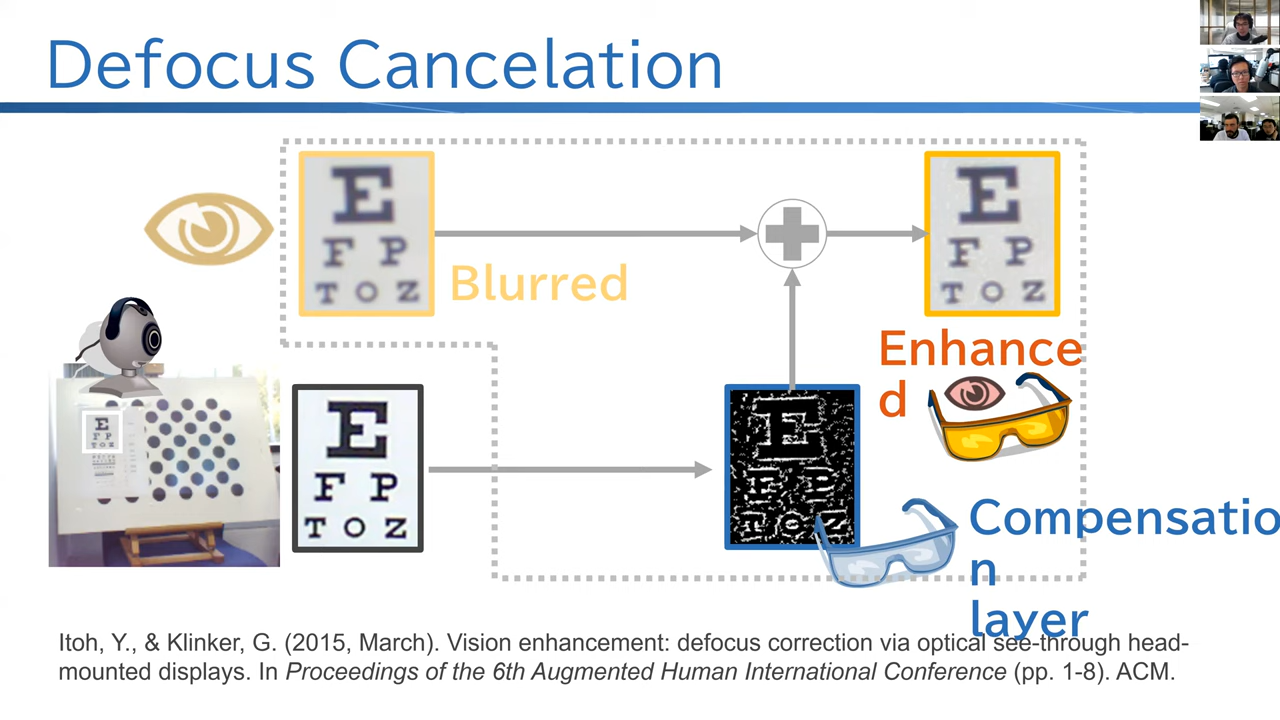 Defocus Cancelation
E
F P
T O Z
Blurred
E
F P
T O Z
Enhance
d
E
F P
T O Z
E
F P
T O Z
E
F P
T O Z
Compensatio
n
layer
Itoh, Y., & Klinker, G. (2015, March). Vision enhancement: defocus correction via optical see-through head-
mounted displays. In Proceedings of the 6th Augmented Human International Conference (pp. 1-8). ACM.